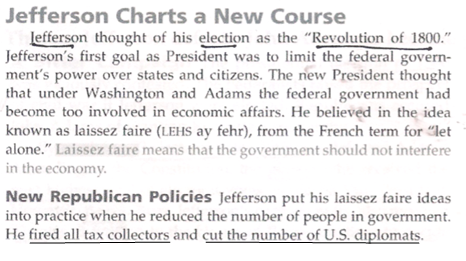 Jefferson Charts a New Course
Jefferson thought of his election as the “Revolution of 1800.”
Jefferson’s first goal as President was to limit the federal govern-
ment’s power over states and citizens. The new President thought
that under Washington and Adams the federal government had
become too involved in economic affairs. He believed in the idea
known as laissez faire (LEHS ay fehr), from the French term for “let
alone.” Laissez faire means that the government should not interfere
in the economy.
New Republican Policies Jefferson put his laissez faire ideas
into practice when he reduced the number of people in government.
He fired all tax collectors and cut the number of U.S. diplomats.